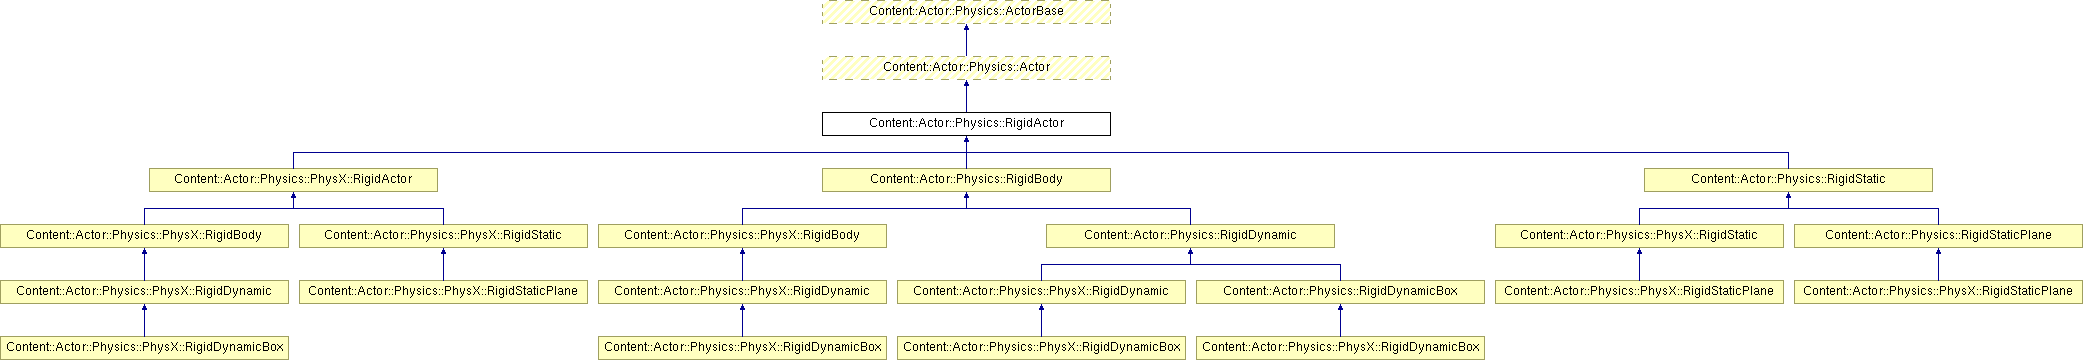 Content::Actor::Physics::ActorBase
Content::Actor::Physics::Actor
Content::Actor::Physics::RigidActor
Content::Actor::Physics::PhysX::RigidActor
Content::Actor::Physics::RigidBody
Content::Actor::Physics::RigidStatic
Content::Actor::Physics::PhysX::RigidBody
Content::Actor::Physics::PhysX::RigidStatic
Content::Actor::Physics::PhysX::RigidBody
Content::Actor::Physics::RigidDynamic
Content::Actor::Physics::PhysX::RigidStatic
Content::Actor::Physics::RigidStaticPlane
Content::Actor::Physics::PhysX::RigidDynamic
Content::Actor::Physics::PhysX::RigidStaticPlane
Content::Actor::Physics::PhysX::RigidDynamic
Content::Actor::Physics::PhysX::RigidDynamic
Content::Actor::Physics::RigidDynamicBox
Content::Actor::Physics::PhysX::RigidStaticPlane
Content::Actor::Physics::PhysX::RigidStaticPlane
Content::Actor::Physics::PhysX::RigidDynamicBox
Content::Actor::Physics::PhysX::RigidDynamicBox
Content::Actor::Physics::PhysX::RigidDynamicBox
Content::Actor::Physics::PhysX::RigidDynamicBox